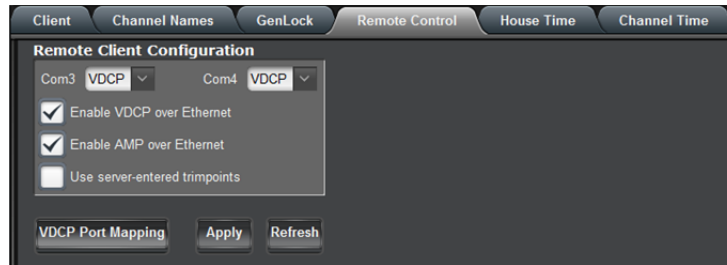 Client Channel Names GenLock Remote Control House Time Channel Time
Remote Client Configuration
Com3 VDCP Com4 VDCP
Enable VDCP over Ethernet
Enable AMP over Ethernet
Use server-entered trimpoints
VDCP Port Mapping Apply Refresh